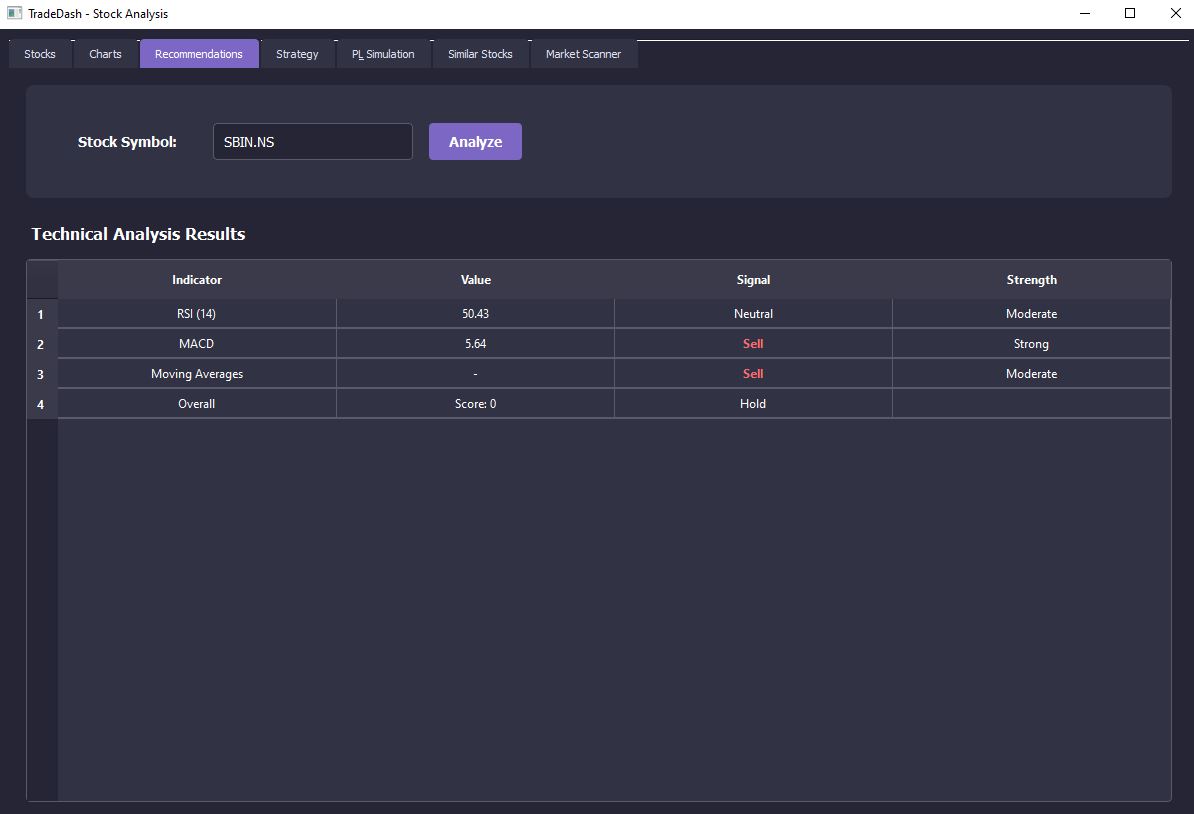 TradeDash - Stock Analysis
Stocks Charts Recommendations Strategy PL Simulation Similar Stocks Market Scanner
Stock Symbol: SBIN.NS Analyze
Technical Analysis Results
Indicator Value Signal Strength
1 RSI (14) 50.43 Neutral Moderate
2 MACD 5.64 Sell Strong
3 Moving Averages - Sell Moderate
4 Overall Score: 0 Hold